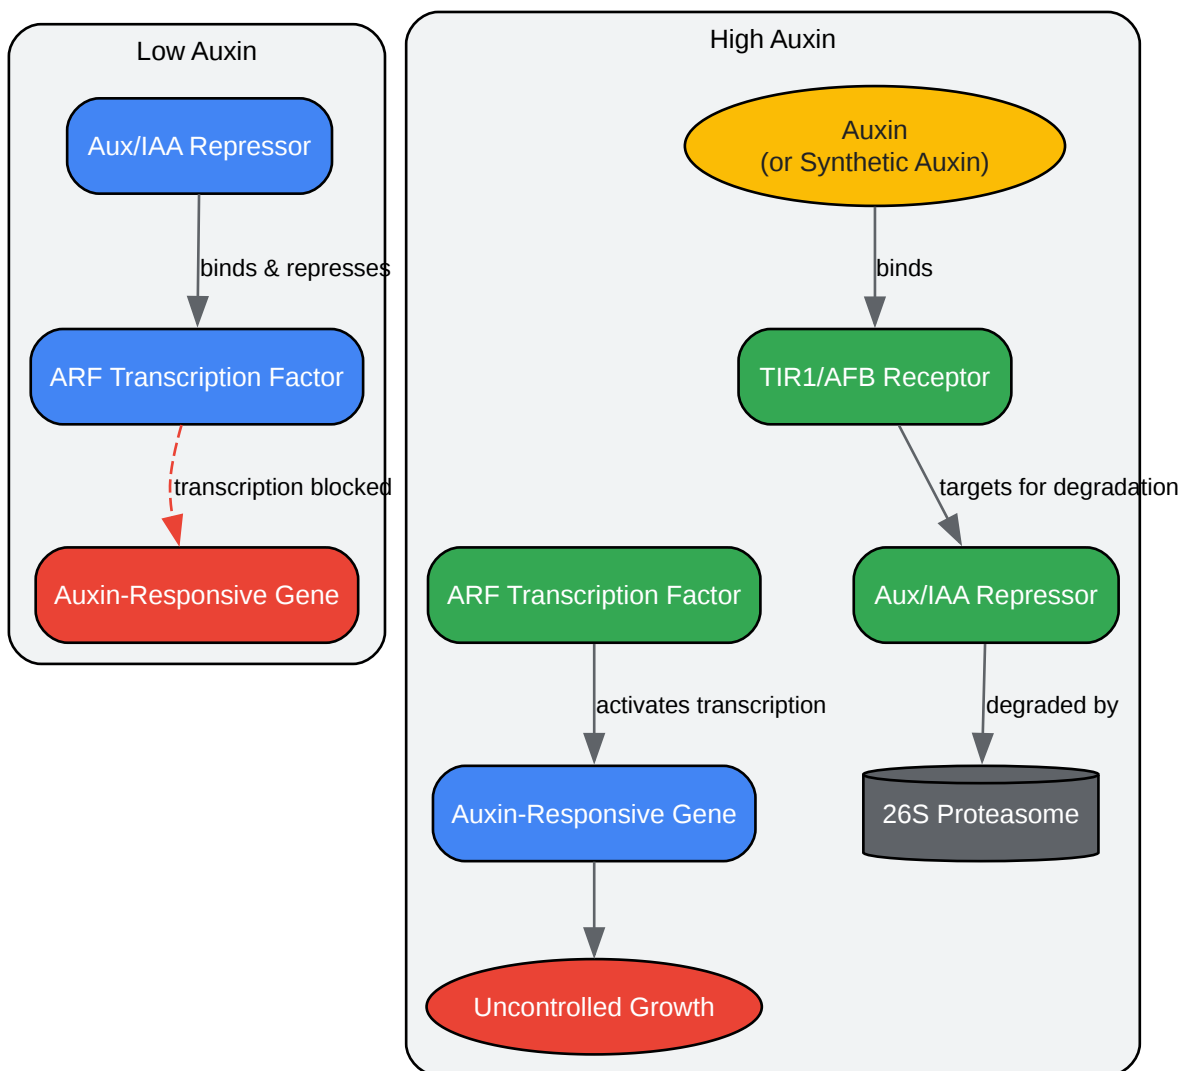 Low Auxin
Aux/IAA Repressor
binds & represses
ARF Transcription Factor
transcription blocked
Auxin-Responsive Gene
High Auxin
Auxin
(or Synthetic Auxin)
binds
TIR1/AFB Receptor
targets for degradation
ARF Transcription Factor
Aux/IAA Repressor
activates transcription
degraded by
Auxin-Responsive Gene
26S Proteasome
Uncontrolled Growth